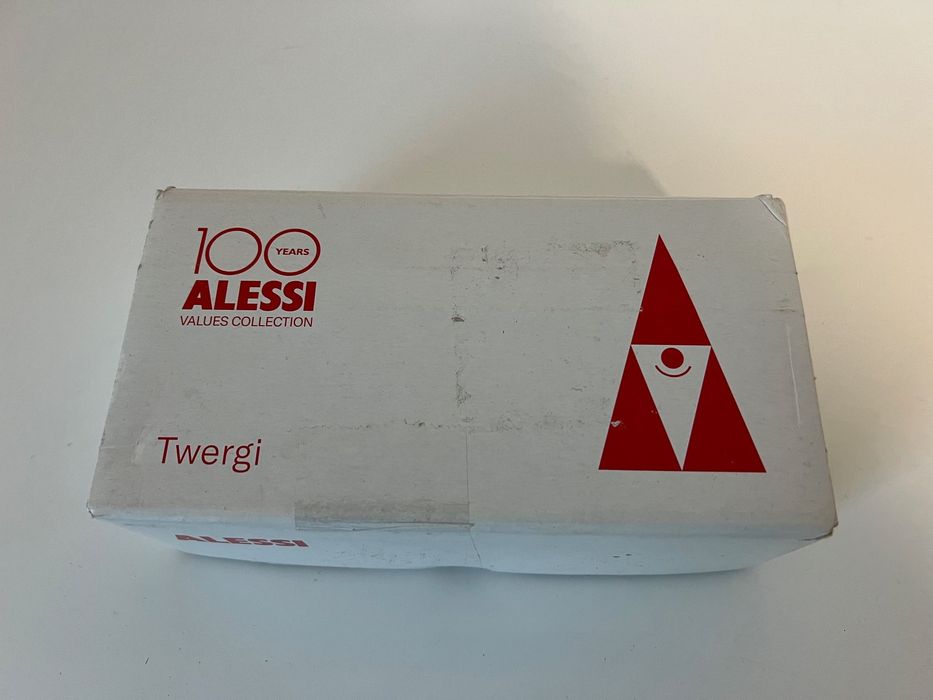 100 YEARS
ALESSI
VALUES COLLECTION
Twergi
ALESSI